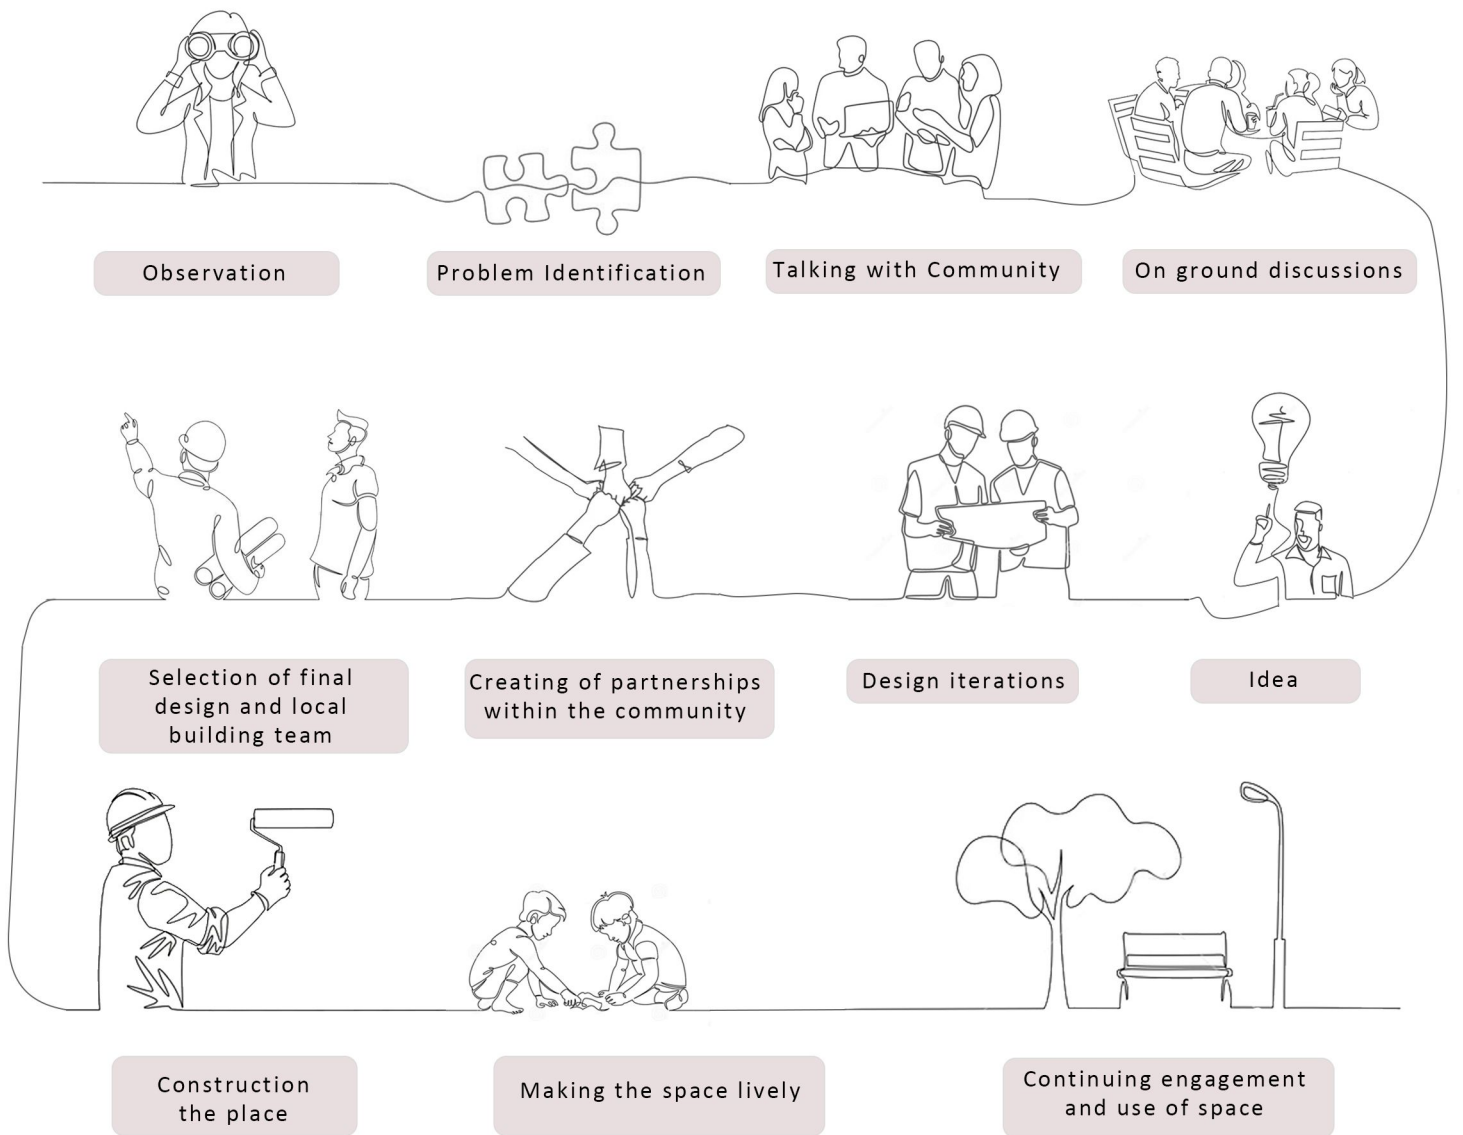 Observation
Problem Identification
Talking with Community
On ground discussions
Selection of final
design and local
building team
Creating of partnerships
within the community
Design iterations
Idea
Construction
the place
Making the space lively
Continuing engagement
and use of space